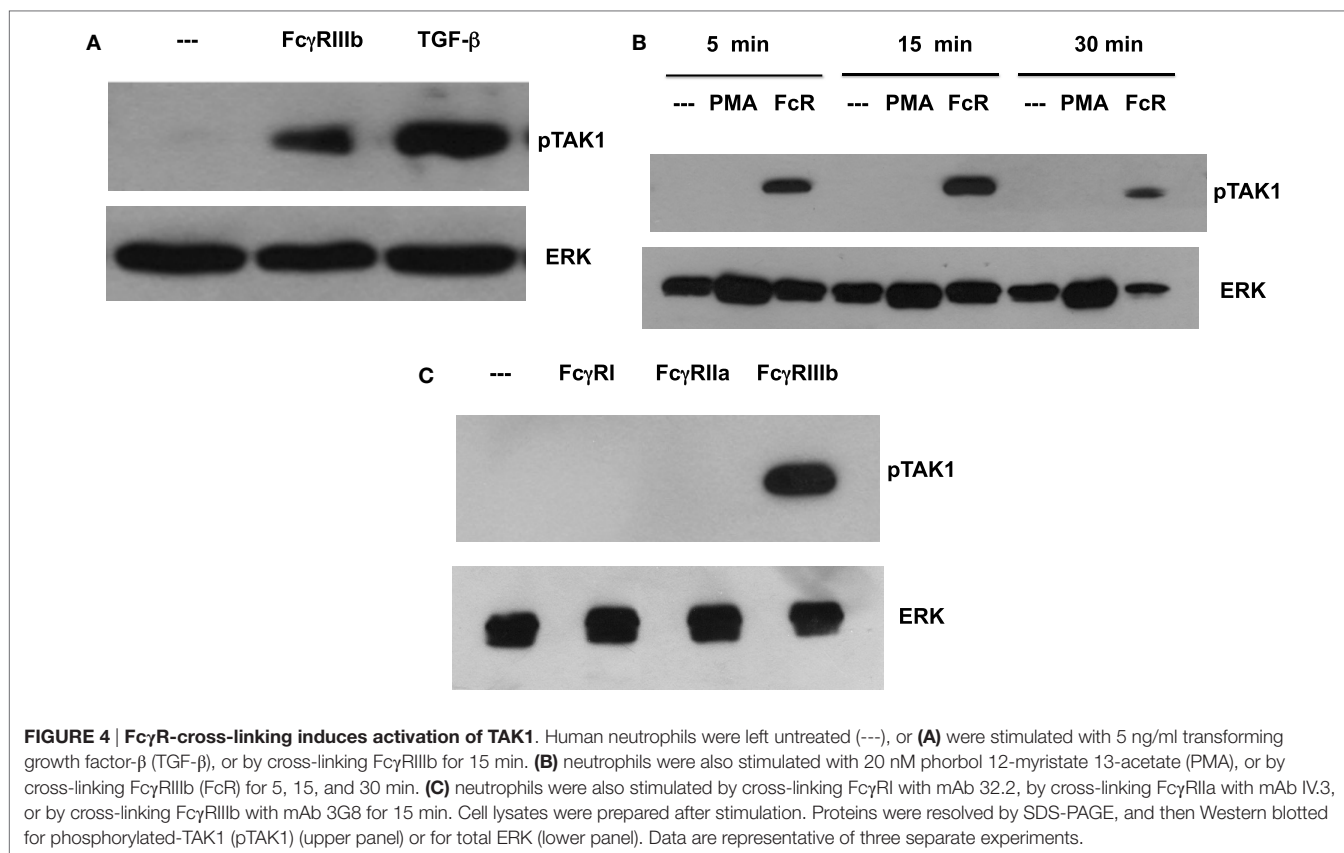 A
--- FcγRIIIb TGF-β
pTAK1
ERK
B
5 min 15 min 30 min
--- PMA FcR --- PMA FcR --- PMA FcR
pTAK1
ERK
C
--- FcγRI FcγRIIa FcγRIIIb
pTAK1
ERK
FIGURE 4 | FcγR-cross-linking induces activation of TAK1. Human neutrophils were left untreated (---), or (A) were stimulated with 5 ng/ml transforming
growth factor-β (TGF-β), or by cross-linking FcγRIIIb for 15 min. (B) neutrophils were also stimulated with 20 nM phorbol 12-myristate 13-acetate (PMA), or by
cross-linking FcγRIIIb (FcR) for 5, 15, and 30 min. (C) neutrophils were also stimulated by cross-linking FcγRI with mAb 32.2, by cross-linking FcγRIIa with mAb IV.3,
or by cross-linking FcγRIIIb with mAb 3G8 for 15 min. Cell lysates were prepared after stimulation. Proteins were resolved by SDS-PAGE, and then Western blotted
for phosphorylated-TAK1 (pTAK1) (upper panel) or for total ERK (lower panel). Data are representative of three separate experiments.